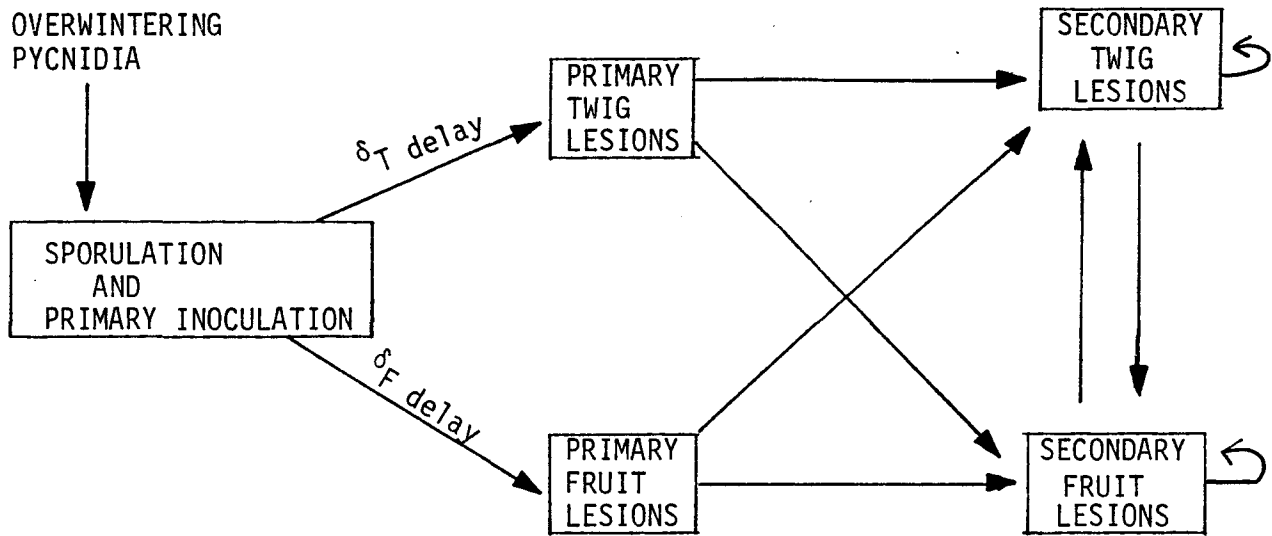 OVERWINTERING
PYCNIDIA
SPORULATION
AND
PRIMARY INOCULATION
δT delay
δF delay
PRIMARY
TWIG
LESIONS
PRIMARY
FRUIT
LESIONS
SECONDARY
TWIG
LESIONS
SECONDARY
FRUIT
LESIONS